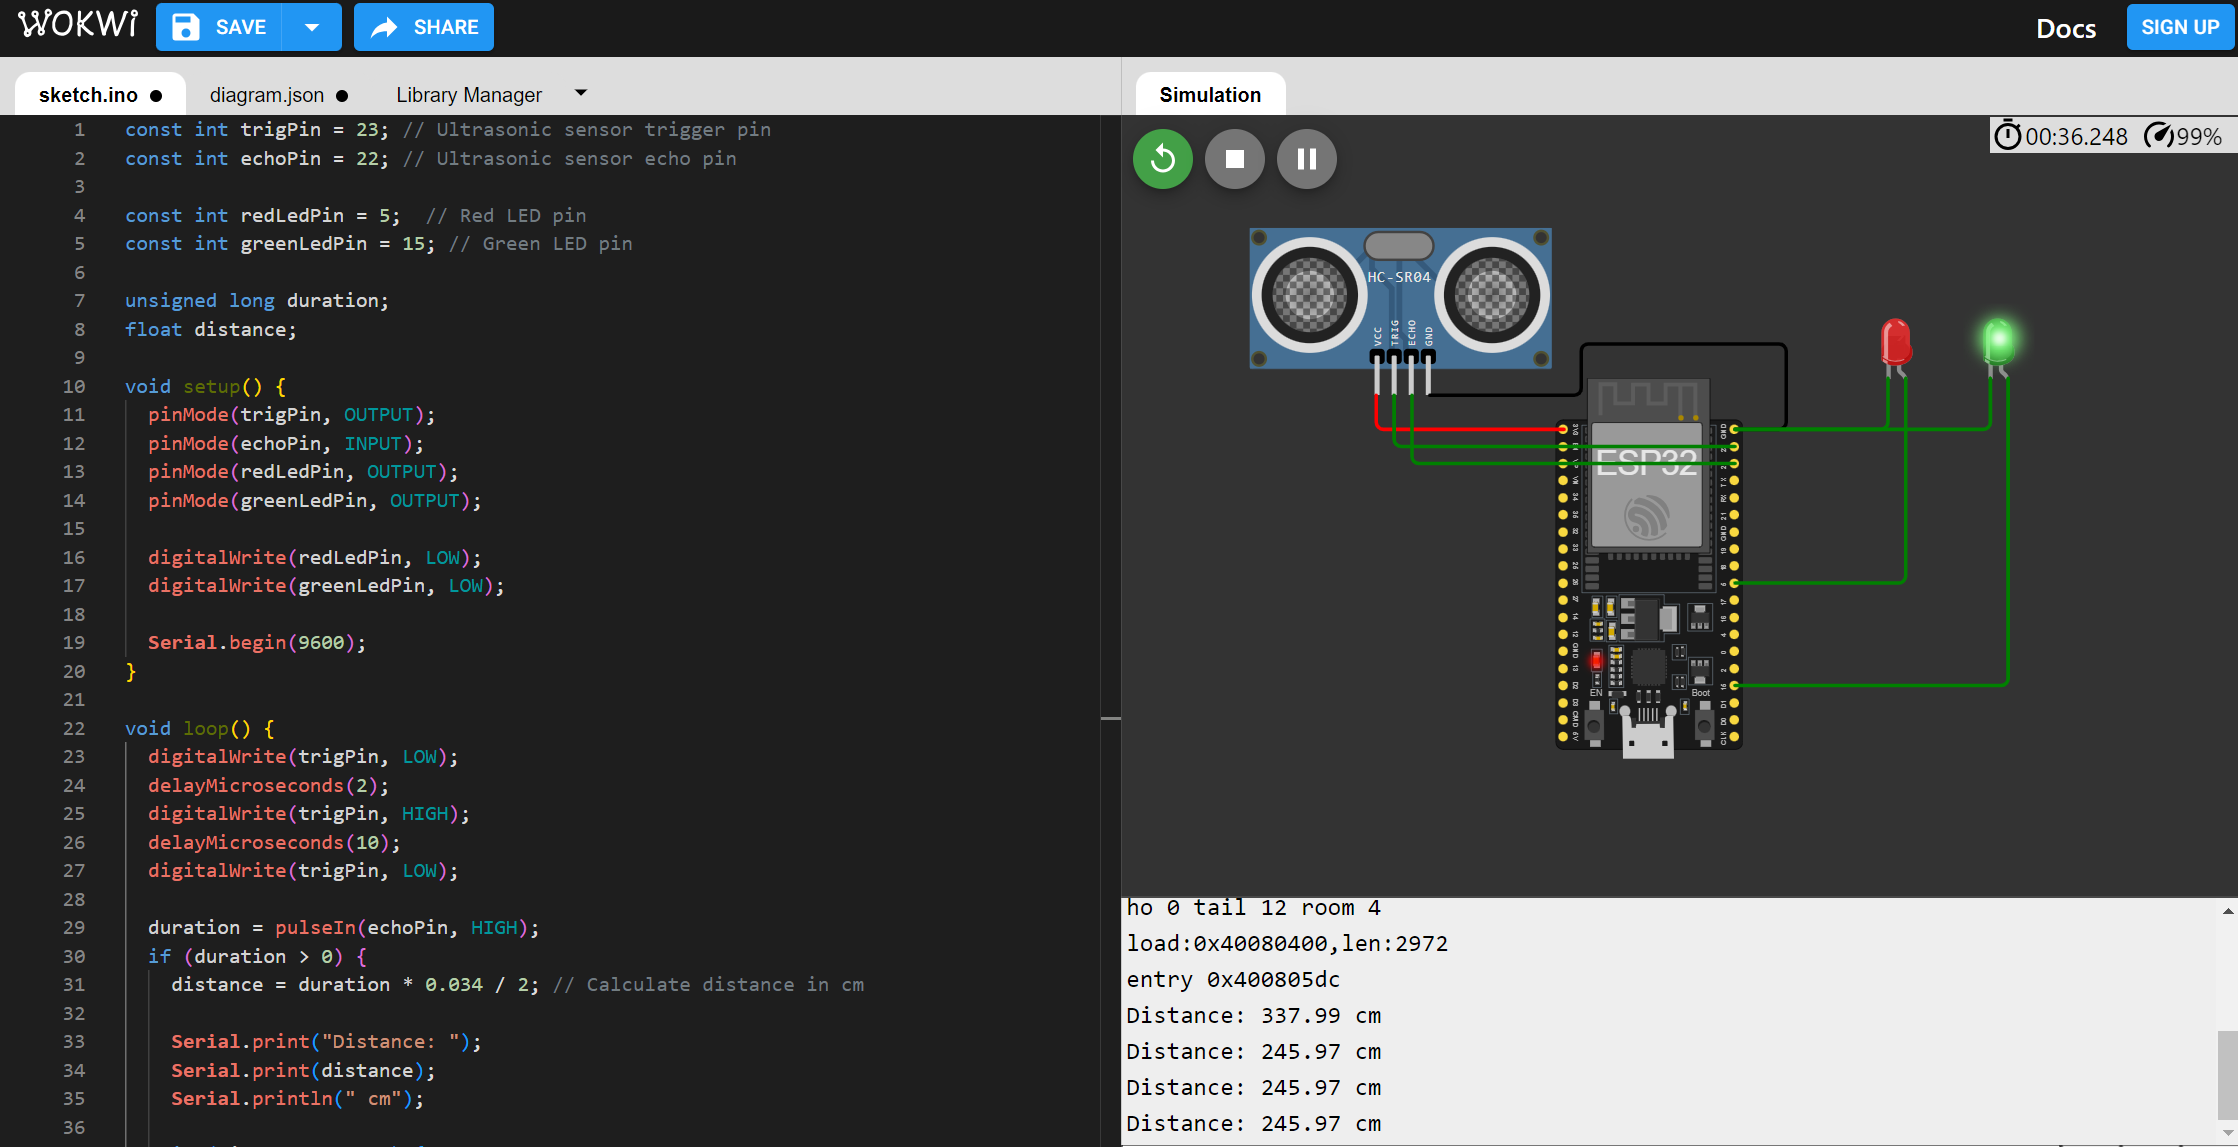 WOKWi SAVE SHARE Docs SIGN UP
sketch.ino ● diagram.json ● Library Manager
Simulation
1 const int trigPin = 23; // Ultrasonic sensor trigger pin
2 const int echoPin = 22; // Ultrasonic sensor echo pin
3
4 const int redLedPin = 5;  // Red LED pin
5 const int greenLedPin = 15; // Green LED pin
6
7 unsigned long duration;
8 float distance;
9
10 void setup() {
11   pinMode(trigPin, OUTPUT);
12   pinMode(echoPin, INPUT);
13   pinMode(redLedPin, OUTPUT);
14   pinMode(greenLedPin, OUTPUT);
15
16   digitalWrite(redLedPin, LOW);
17   digitalWrite(greenLedPin, LOW);
18
19   Serial.begin(9600);
20 }
21
22 void loop() {
23   digitalWrite(trigPin, LOW);
24   delayMicroseconds(2);
25   digitalWrite(trigPin, HIGH);
26   delayMicroseconds(10);
27   digitalWrite(trigPin, LOW);
28
29   duration = pulseIn(echoPin, HIGH);
30   if (duration > 0) {
31     distance = duration * 0.034 / 2; // Calculate distance in cm
32
33     Serial.print("Distance: ");
34     Serial.print(distance);
35     Serial.println(" cm");
36
00:36.248 99%
HC-SR04
VCC
TRIG
ECHO
GND
ESP32
EN
Boot
ho 0 tail 12 room 4
load:0x40080400,len:2972
entry 0x400805dc
Distance: 337.99 cm
Distance: 245.97 cm
Distance: 245.97 cm
Distance: 245.97 cm